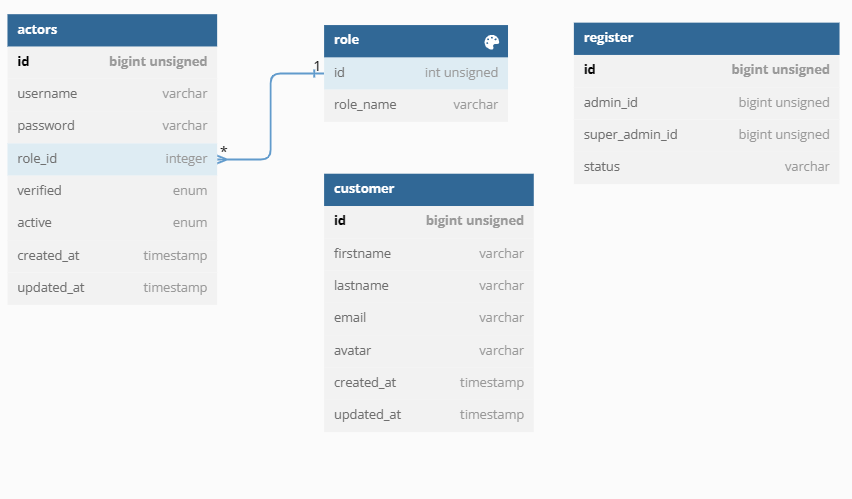 actors
id bigint unsigned
username varchar
password varchar
role_id integer
verified enum
active enum
created_at timestamp
updated_at timestamp
*
1
role
id int unsigned
role_name varchar
customer
id bigint unsigned
firstname varchar
lastname varchar
email varchar
avatar varchar
created_at timestamp
updated_at timestamp
register
id bigint unsigned
admin_id bigint unsigned
super_admin_id bigint unsigned
status varchar